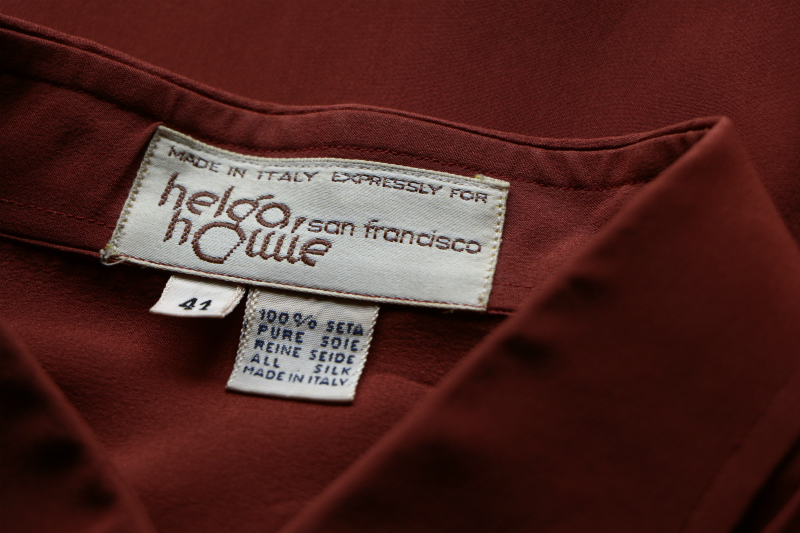 MADE IN ITALY EXPRESSLY FOR
helga
howie, san francisco
41
100% SETA
PURE SOIE
REINE SEIDE
ALL SILK
MADE IN ITALY